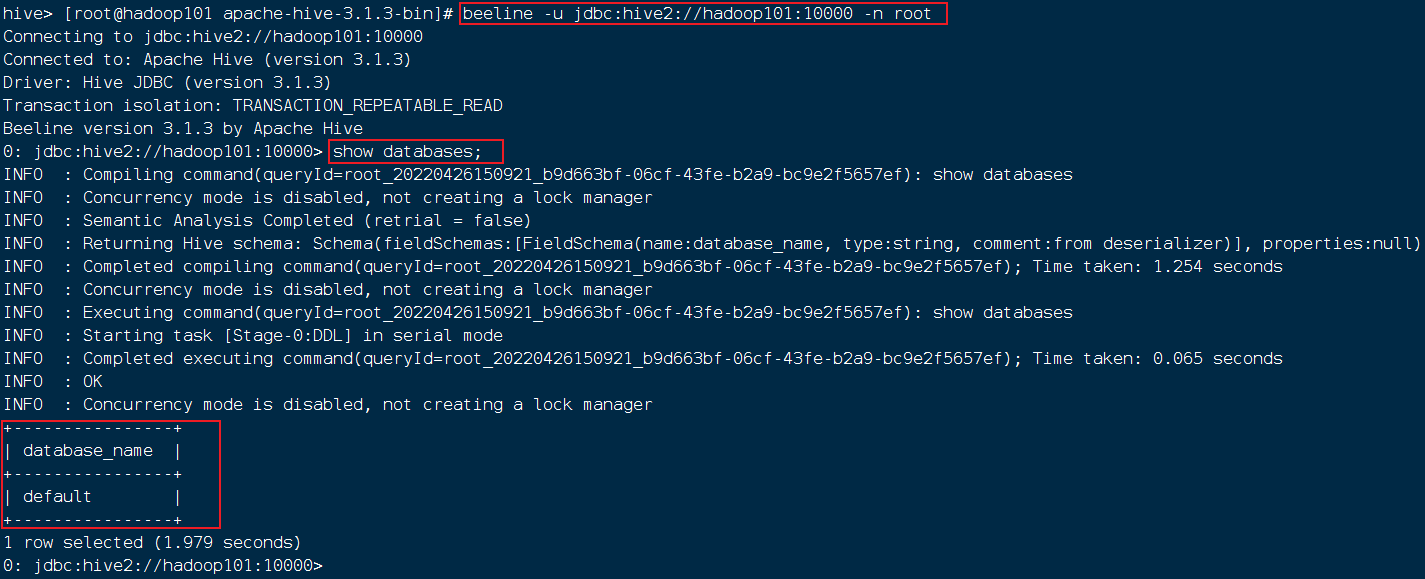 hive> [root@hadoop101 apache-hive-3.1.3-bin]# beeline -u jdbc:hive2://hadoop101:10000 -n root
Connecting to jdbc:hive2://hadoop101:10000
Connected to: Apache Hive (version 3.1.3)
Driver: Hive JDBC (version 3.1.3)
Transaction isolation: TRANSACTION_REPEATABLE_READ
Beeline version 3.1.3 by Apache Hive
0: jdbc:hive2://hadoop101:10000> show databases;
INFO  : Compiling command(queryId=root_20220426150921_b9d663bf-06cf-43fe-b2a9-bc9e2f5657ef): show databases
INFO  : Concurrency mode is disabled, not creating a lock manager
INFO  : Semantic Analysis Completed (retrial = false)
INFO  : Returning Hive schema: Schema(fieldSchemas:[FieldSchema(name:database_name, type:string, comment:from deserializer)], properties:null)
INFO  : Completed compiling command(queryId=root_20220426150921_b9d663bf-06cf-43fe-b2a9-bc9e2f5657ef); Time taken: 1.254 seconds
INFO  : Concurrency mode is disabled, not creating a lock manager
INFO  : Executing command(queryId=root_20220426150921_b9d663bf-06cf-43fe-b2a9-bc9e2f5657ef): show databases
INFO  : Starting task [Stage-0:DDL] in serial mode
INFO  : Completed executing command(queryId=root_20220426150921_b9d663bf-06cf-43fe-b2a9-bc9e2f5657ef); Time taken: 0.065 seconds
INFO  : OK
INFO  : Concurrency mode is disabled, not creating a lock manager
+----------------+
| database_name  |
+----------------+
| default        |
+----------------+
1 row selected (1.979 seconds)
0: jdbc:hive2://hadoop101:10000>